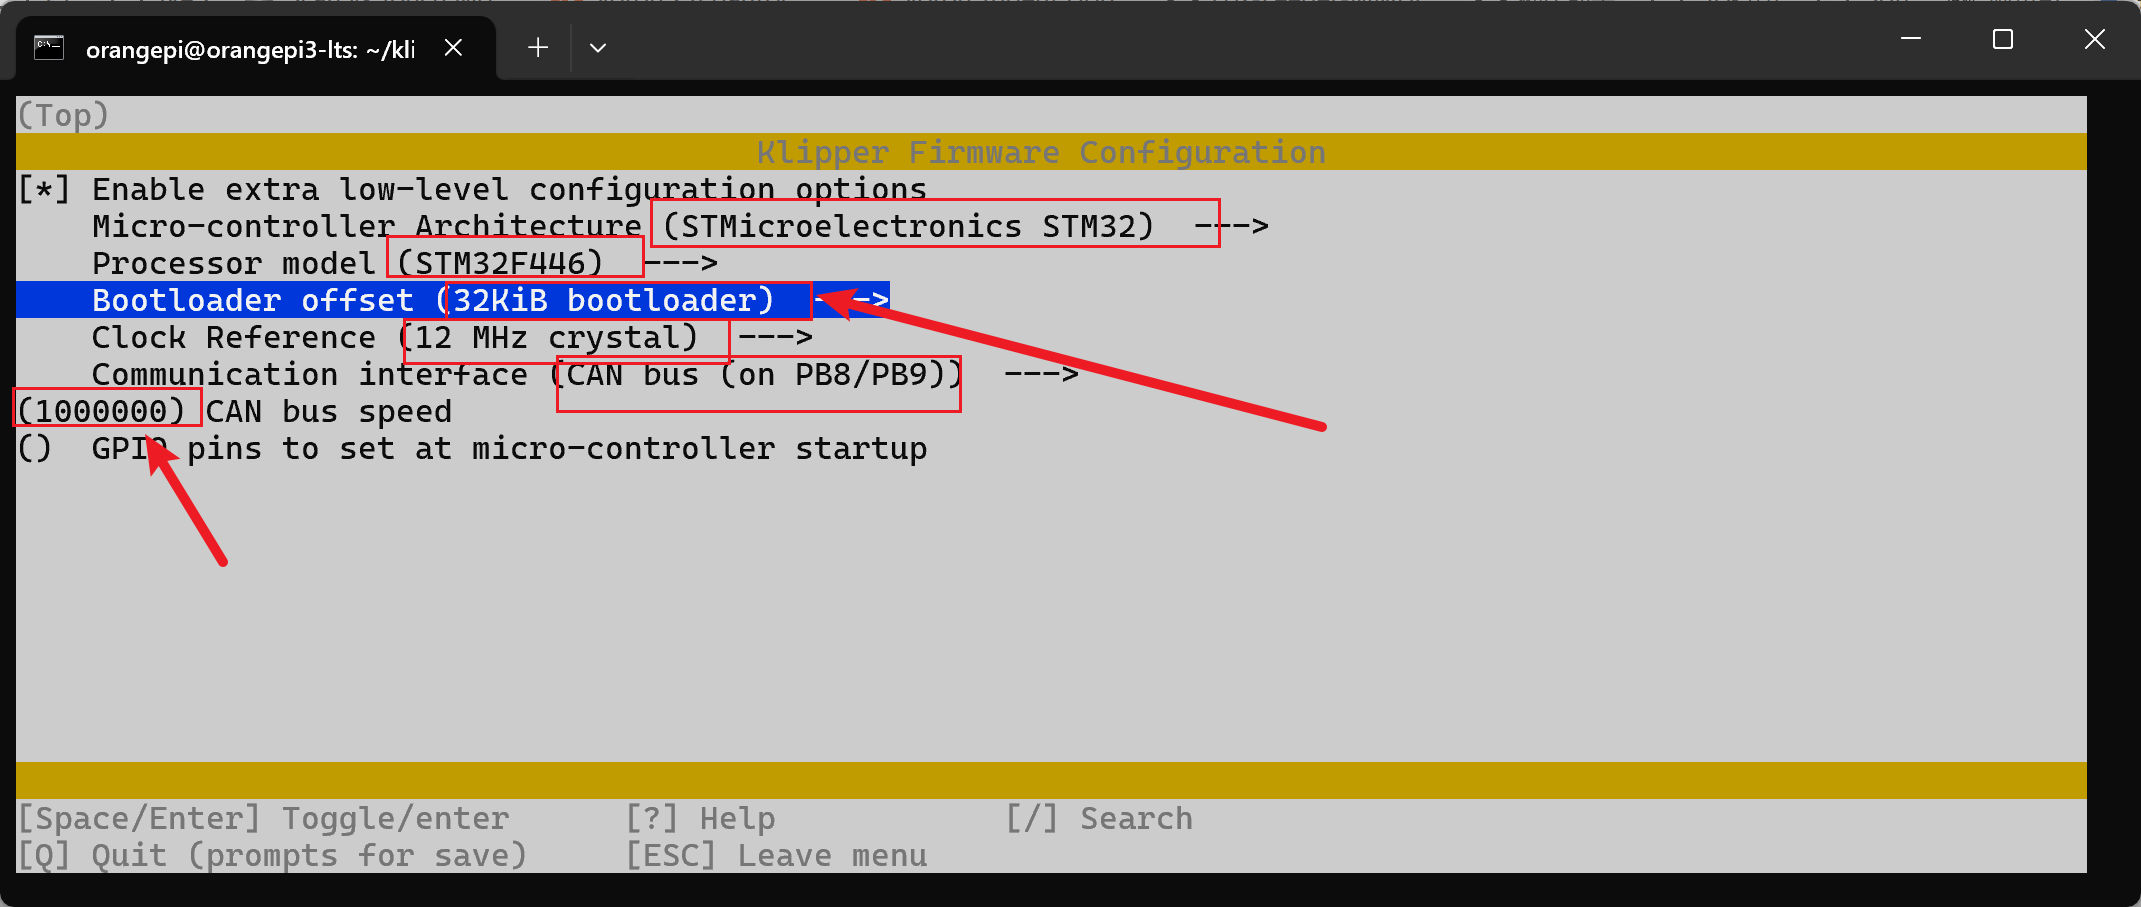 orangepi@orangepi3-lts: ~/kli
(Top)
Klipper Firmware Configuration
[*] Enable extra low-level configuration options
Micro-controller Architecture (STMicroelectronics STM32) --->
Processor model (STM32F446) --->
Bootloader offset (32KiB bootloader) --->
Clock Reference (12 MHz crystal) --->
Communication interface (CAN bus (on PB8/PB9)) --->
(1000000) CAN bus speed
() GPIO pins to set at micro-controller startup
[Space/Enter] Toggle/enter [?] Help [/] Search
[Q] Quit (prompts for save) [ESC] Leave menu